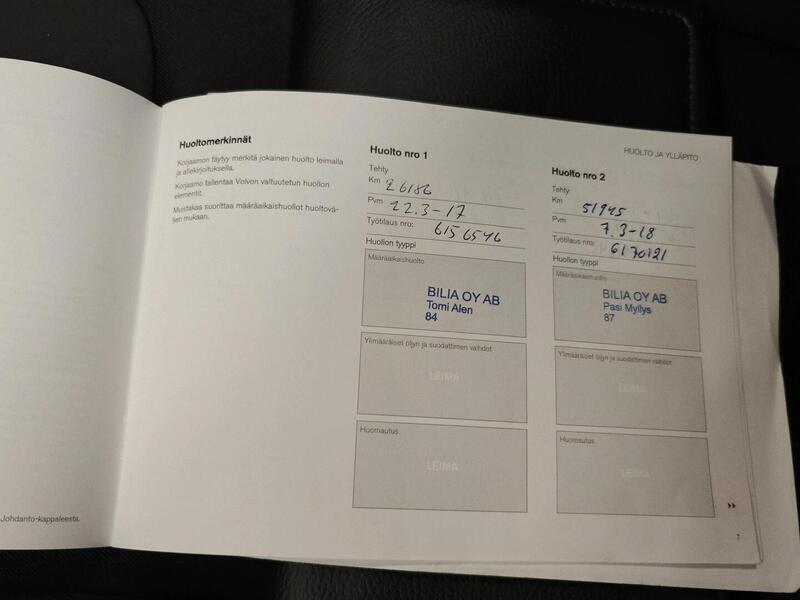 Huoltomerkinnät
Korjaamon täytyy merkitä jokainen huolto leimalla
ja allekirjoituksella.
Korjaamo tallentaa Volvon valtuutetun huollon
elementit.
Muistakaa suorittaa määräaikaishuollot huoltovä-
lien mukaan.
Johdanto-kappaleesta.
Huolto nro 1
Tehty
Km 26186
Pvm 22.3-17
Työtilaus nro: 6156546
Huollon tyyppi
Määräaikaishuolto
BILIA OY AB
Tomi Alen
84
Ylimääräiset öljyn ja suodattimen vaihdot
LEIMA
Huomautus
LEIMA
HUOLTO JA YLLÄPITO
Huolto nro 2
Tehty
Km 51945
Pvm 7.3-18
Työtilaus nro: 6170121
Huollon tyyppi
Määräaikaishuolto
BILIA OY AB
Pasi Myllys
87
Ylimääräiset öljyn ja suodattimen vaihdot
LEIMA
Huomautus
LEIMA
7